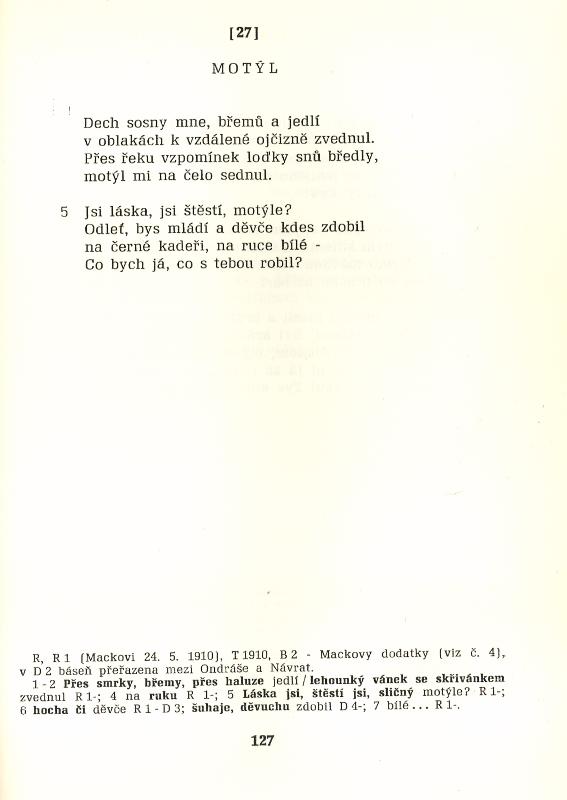 [27]
MOTÝL
Dech sosny mne, břemů a jedlí
v oblakách k vzdálené ojčizně zvednul.
Přes řeku vzpomínek loďky snů bředly,
motýl mi na čelo sednul.
5 Jsi láska, jsi štěstí, motýle?
Odleť, bys mládí a děvče kdes zdobil
na černé kadeři, na ruce bílé -
Co bych já, co s tebou robil?
R, R 1 (Mackovi 24. 5. 1910), T 1910, B 2 - Mackovy dodatky (viz č. 4),
v D 2 báseň přeřazena mezi Ondráše a Návrat.
1-2 Přes smrky, břemy, přes haluze jedlí / lehounký vánek se skřivánkem
zvednul R 1-; 4 na ruku R 1-; 5 Láska jsi, štěstí jsi, sličný motýle? R 1-;
6 hocha či děvče R 1 - D 3; šuhaje, děvuchu zdobil D 4-; 7 bílé... R 1-.
127